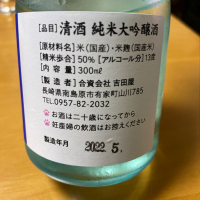 [品目] 清酒 純米大吟醸酒
[原材料名] 米(国産)・米麹(国産米)
[精米歩合] 50% [アルコール分] 13度
[内 容 量] 300ml
[製 造 者] 合資会社 吉田屋
長崎県南島原市有家町山川785
TEL.0957-82-2032
お酒は二十歳になってから
妊産婦の飲酒はお控えください
製造年月 2022.5.